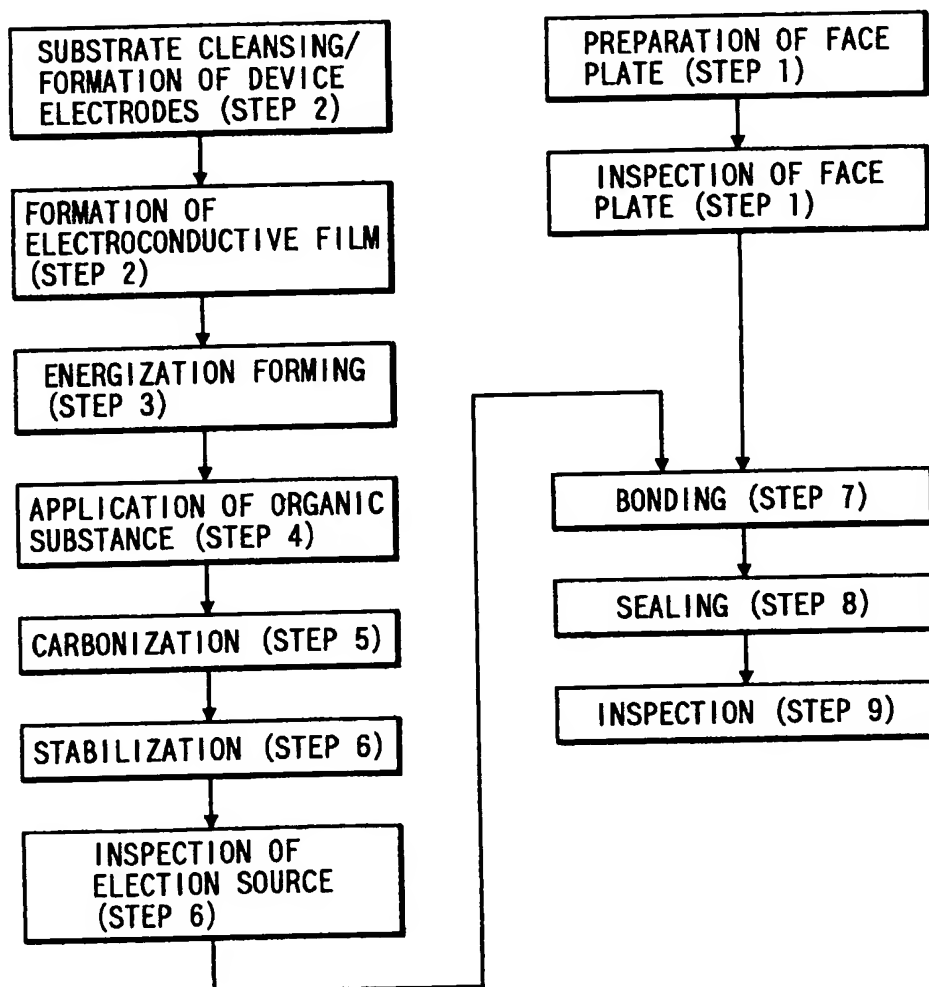 SUBSTRATE CLEANSING/
FORMATION OF DEVICE
ELECTRODES (STEP 2)
FORMATION OF
ELECTROCONDUCTIVE FILM
(STEP 2)
ENERGIZATION FORMING
(STEP 3)
APPLICATION OF ORGANIC
SUBSTANCE (STEP 4)
CARBONIZATION (STEP 5)
STABILIZATION (STEP 6)
INSPECTION OF
ELECTION SOURCE
(STEP 6)
PREPARATION OF FACE
PLATE (STEP 1)
INSPECTION OF FACE
PLATE (STEP 1)
BONDING (STEP 7)
SEALING (STEP 8)
INSPECTION (STEP 9)